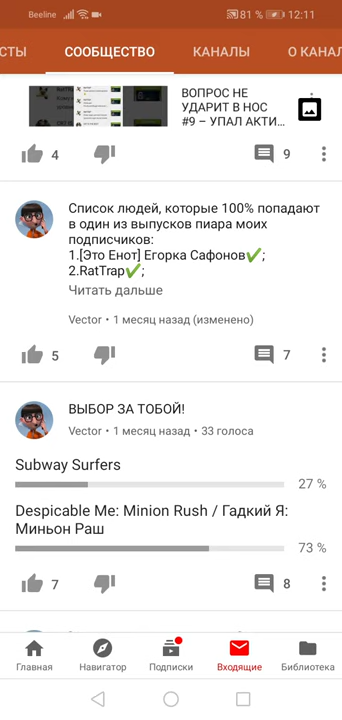 Beeline 81 % 12:11
СТЫ СООБЩЕСТВО КАНАЛЫ О КАНАЛ
ВОПРОС НЕ
УДАРИТ В НОС
#9 – УПАЛ АКТИ...
4 9
Список людей, которые 100% попадают
в один из выпусков пиара моих
подписчиков:
1.[Это Енот] Егорка Сафонов✔;
2.RatTrap✔;
Читать дальше
Vector • 1 месяц назад (изменено)
5 7
ВЫБОР ЗА ТОБОЙ!
Vector • 1 месяц назад • 33 голоса
Subway Surfers
27 %
Despicable Me: Minion Rush / Гадкий Я:
Миньон Раш
73 %
7 8
Главная Навигатор Подписки Входящие Библиотека